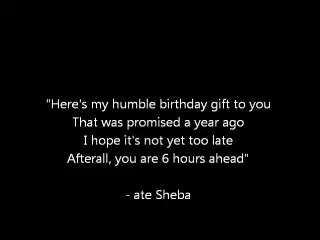 "Here's my humble birthday gift to you
That was promised a year ago
I hope it's not yet too late
Afterall, you are 6 hours ahead"
- ate Sheba